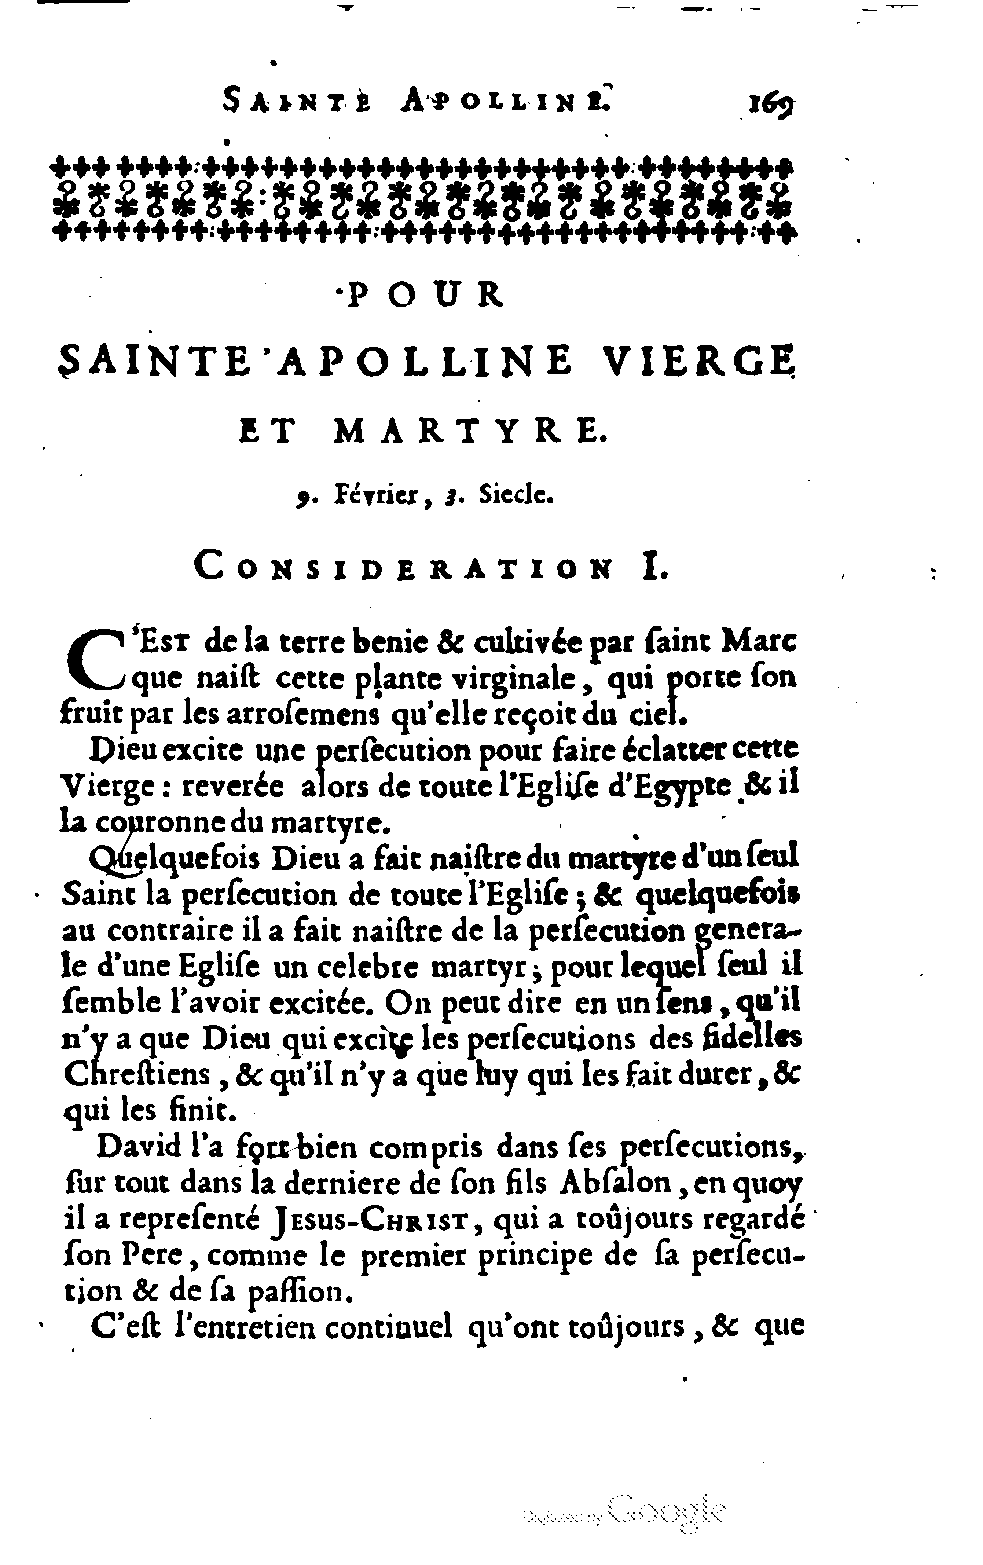 SAINTE APOLLINE. 169
POUR
SAINTE APOLLINE VIERGE
ET MARTYRE.
9. Février, 3. Siecle.
CONSIDERATION I.
C'EST de la terre benie & cultivée par ſaint Marc
que naiſt cette plante virginale, qui porte ſon
fruit par les arroſemens qu'elle reçoit du ciel.
Dieu excite une perſecution pour faire éclatter cette
Vierge : reverée alors de toute l'Egliſe d'Egypte & il
la couronne du martyre.
Quelquefois Dieu a fait naiſtre du martyre d'un ſeul
Saint la perſecution de toute l'Egliſe ; & quelquefois
au contraire il a fait naiſtre de la perſecution genera-
le d'une Egliſe un celebre martyr ; pour lequel ſeul il
ſemble l'avoir excitée. On peut dire en un ſens, qu'il
n'y a que Dieu qui excite les perſecutions des fidelles
Chreſtiens, & qu'il n'y a que luy qui les fait durer, &
qui les finit.
David l'a fort bien compris dans ſes perſecutions,
ſur tout dans la derniere de ſon fils Abſalon, en quoy
il a repreſenté JESUS-CHRIST, qui a toûjours regardé
ſon Pere, comme le premier principe de ſa perſecu-
tion & de ſa paſſion.
C'eſt l'entretien continuel qu'ont toûjours, & que
Digitized by Google